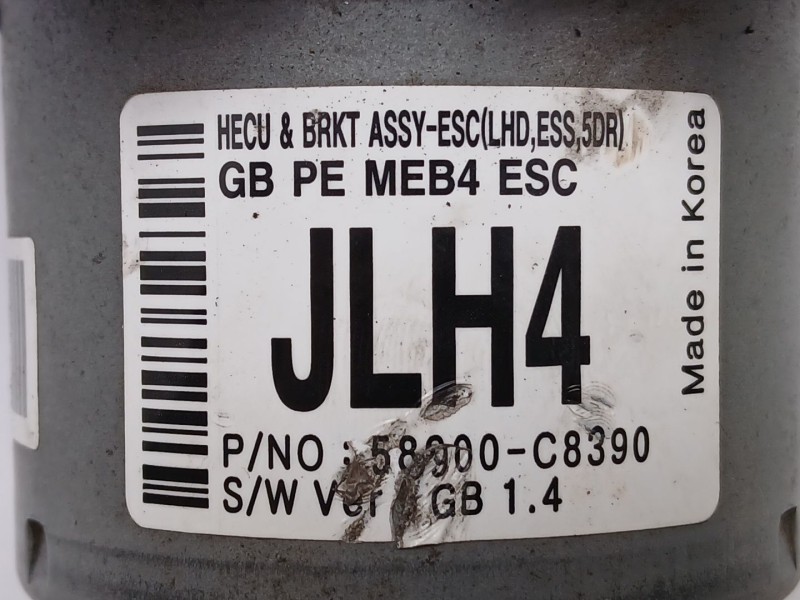 HECU & BRKT ASSY-ESC(LHD,ESS,5DR)
GB PE MEB4 ESC
JLH4
P/NO : 58900-C8390
S/W Ver GB 1.4
Made in Korea